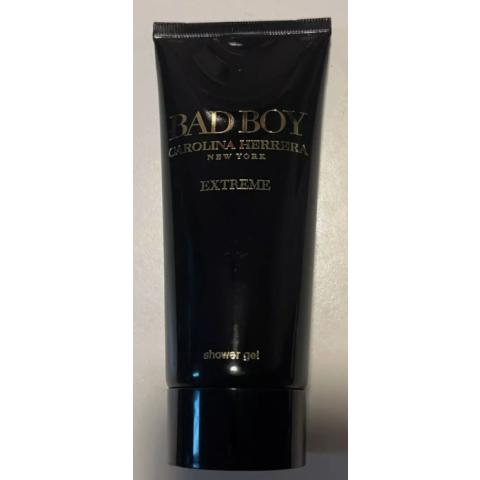 BAD BOY
CAROLINA HERRERA
NEW YORK
EXTREME
shower gel